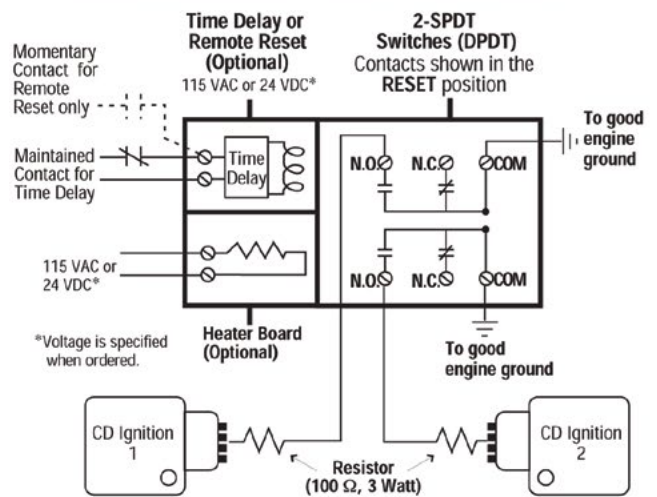 Time Delay or
Remote Reset
(Optional)
115 VAC or 24 VDC*
2-SPDT
Switches (DPDT)
Contacts shown in the
RESET position
Momentary
Contact for
Remote
Reset only
Maintained
Contact for
Time Delay
Time
Delay
N.O.
N.C.
COM
To good
engine
ground
115 VAC or
24 VDC*
N.O.
N.C.
COM
*Voltage is specified
when ordered.
Heater Board
(Optional)
To good
engine ground
CD Ignition
1
Resistor
(100 Ω, 3 Watt)
CD Ignition
2